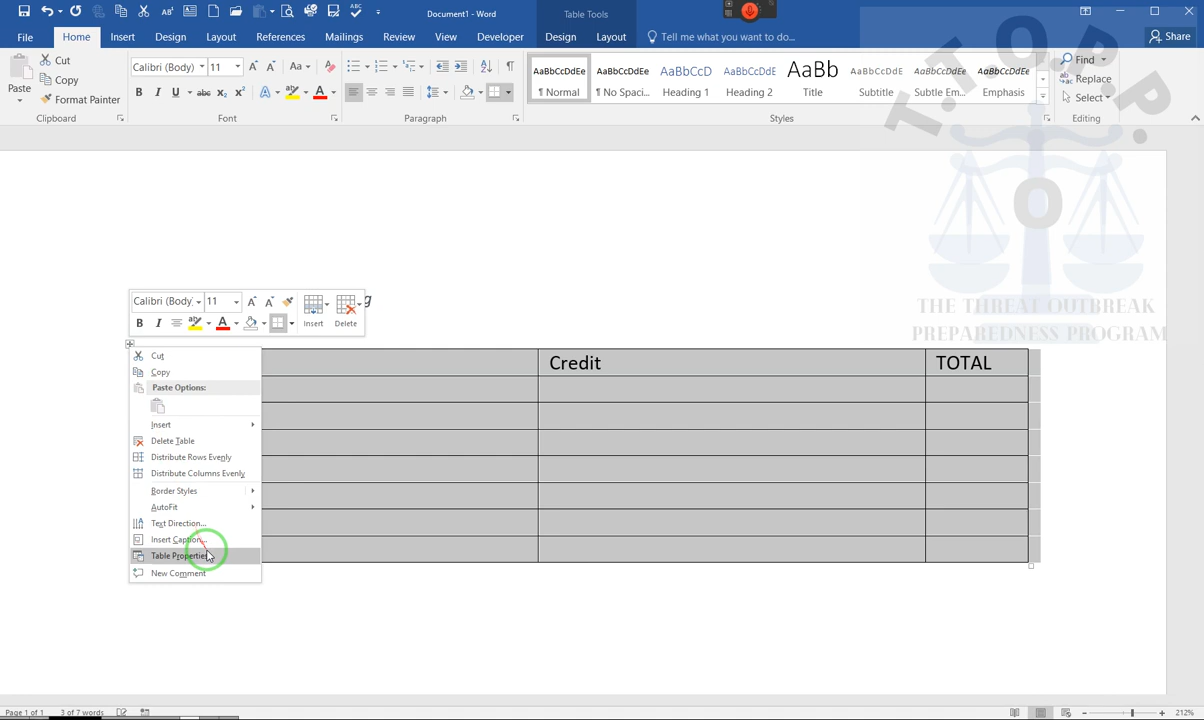 Document1 - Word
Table Tools
File Home Insert Design Layout References Mailings Review View Developer Design Layout Tell me what you want to do... Share
Paste
Cut
Copy
Format Painter
Clipboard
Calibri (Body) 11
Font
Paragraph
AaBbCcDdEe AaBbCcDdEe AaBbCcD AaBbCcDdE AaBb AaBbCcDdE AaBbCcDdEe AaBbCcDdEe
¶ Normal ¶ No Spaci... Heading 1 Heading 2 Title Subtitle Subtle Em... Emphasis
Styles
Find
Replace
Select
Editing
T.T.O.P.P.
THE THREAT OUTBREAK
PREPAREDNESS PROGRAM
Calibri (Body) 11
B I
Insert Delete
g
Credit TOTAL
Cut
Copy
Paste Options:
Insert
Delete Table
Distribute Rows Evenly
Distribute Columns Evenly
Border Styles
AutoFit
Text Direction...
Insert Caption...
Table Properties
New Comment
Page 1 of 1 3 of 7 words 212%